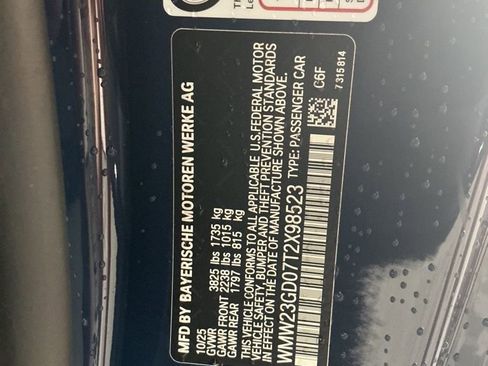 MFD BY BAYERISCHE MOTOREN WERKE AG
10/25
GVWR 3825 lbs 1735 kg
GAWR FRONT 2238 lbs 1015 kg
GAWR REAR 1797 lbs 815 kg
THIS VEHICLE CONFORMS TO ALL APPLICABLE U.S.FEDERAL MOTOR
VEHICLE SAFETY, BUMPER, AND THEFT PREVENTION STANDARDS
IN EFFECT ON THE DATE OF MANUFACTURE SHOWN ABOVE.
WMW23GD07T2X98523 TYPE: PASSENGER CAR
C6F
7 315 814